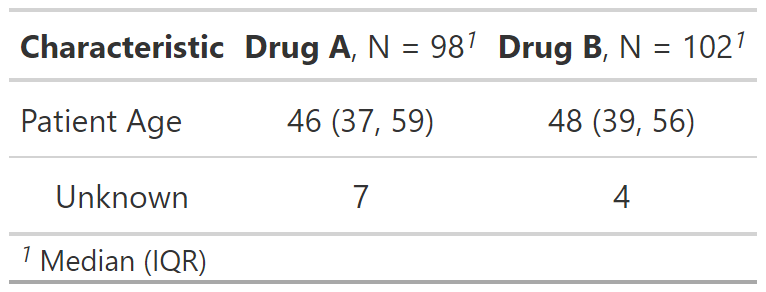 Characteristic Drug A, N = 98¹ Drug B, N = 102¹
Patient Age 46 (37, 59) 48 (39, 56)
Unknown 7 4
¹ Median (IQR)